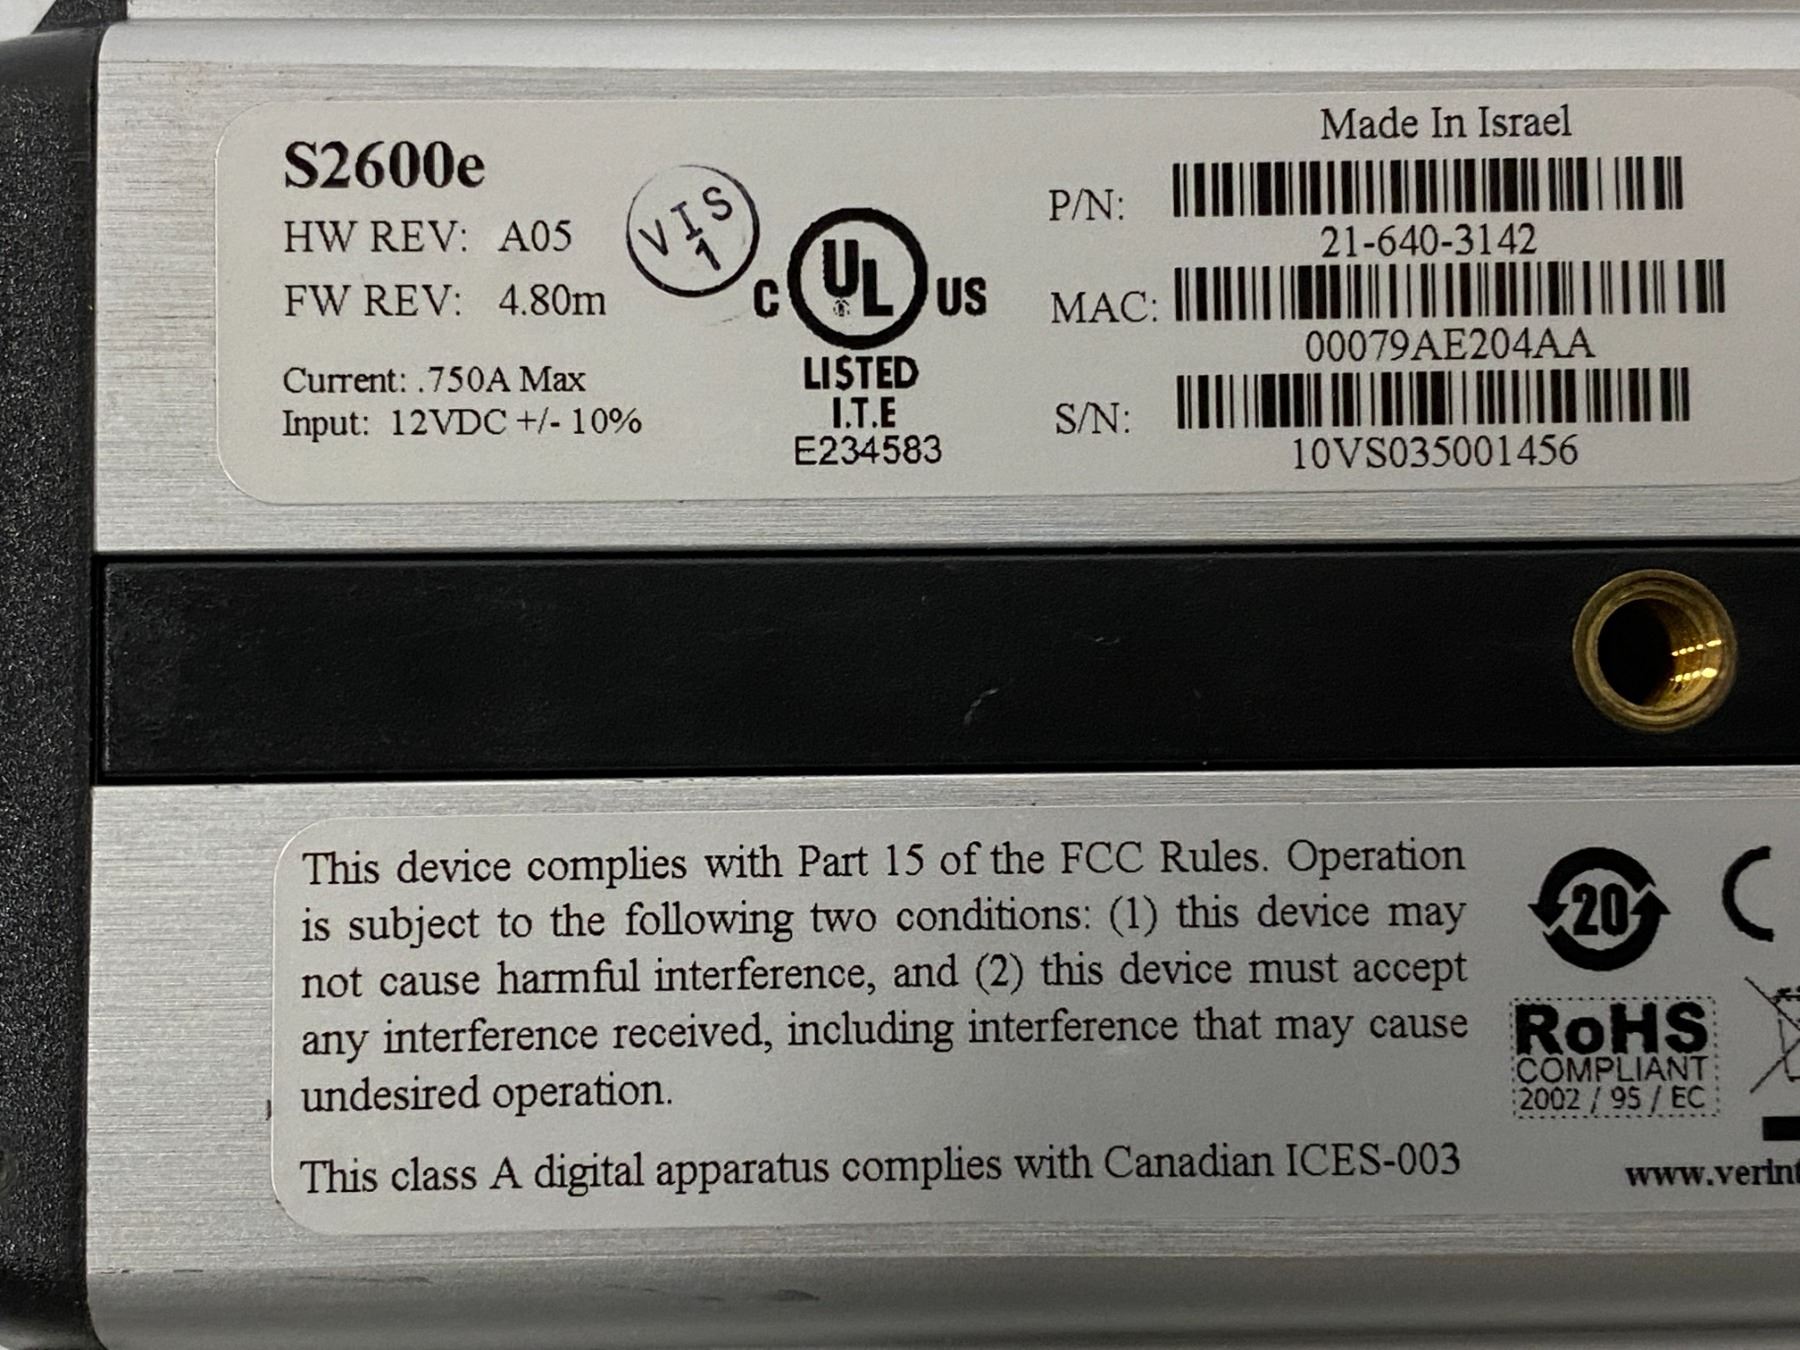 Made In Israel
S2600e
HW REV: A05
FW REV: 4.80m
Current: .750A Max
Input: 12VDC +/- 10%
VIS
1
C UL US
LISTED
I.T.E
E234583
P/N:
21-640-3142
MAC:
00079AE204AA
S/N:
10VS035001456
This device complies with Part 15 of the FCC Rules. Operation
is subject to the following two conditions: (1) this device may
not cause harmful interference, and (2) this device must accept
any interference received, including interference that may cause
undesired operation.
This class A digital apparatus complies with Canadian ICES-003
20
RoHS
COMPLIANT
2002 / 95 / EC
www.verint